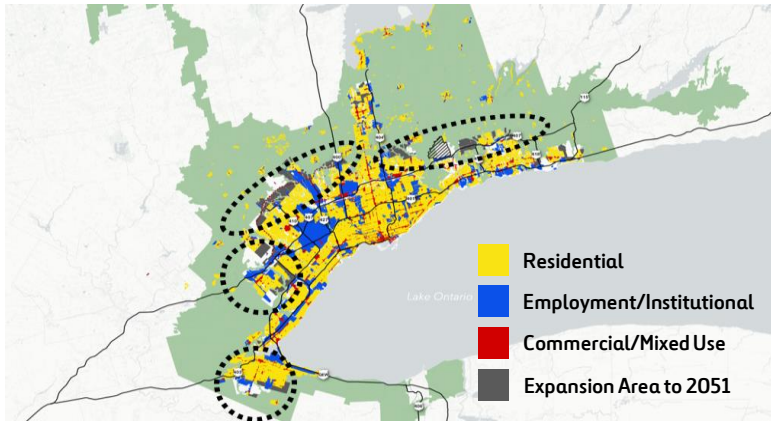 Lake Ontario
Residential
Employment/Institutional
Commercial/Mixed Use
Expansion Area to 2051